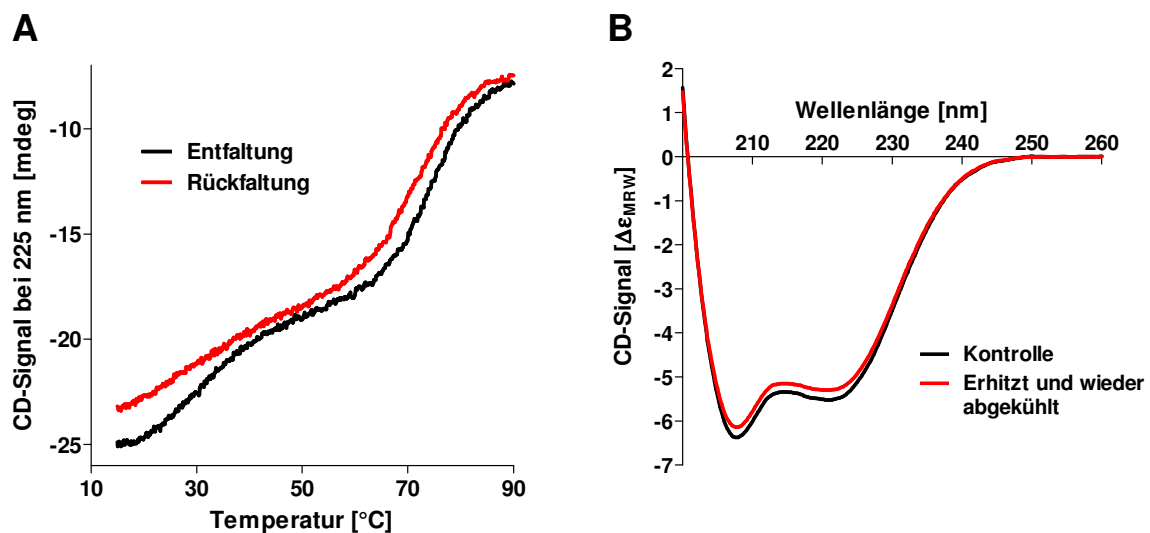 A
CD-Signal bei 225 nm [mdeg]
-10
-15
-20
-25
Entfaltung
Rückfaltung
10
30
50
70
90
Temperatur [°C]
B
CD-Signal [ΔεMRW]
2
1
0
-1
-2
-3
-4
-5
-6
-7
Wellenlänge [nm]
210
220
230
240
250
260
Kontrolle
Erhitzt und wieder
abgekühlt